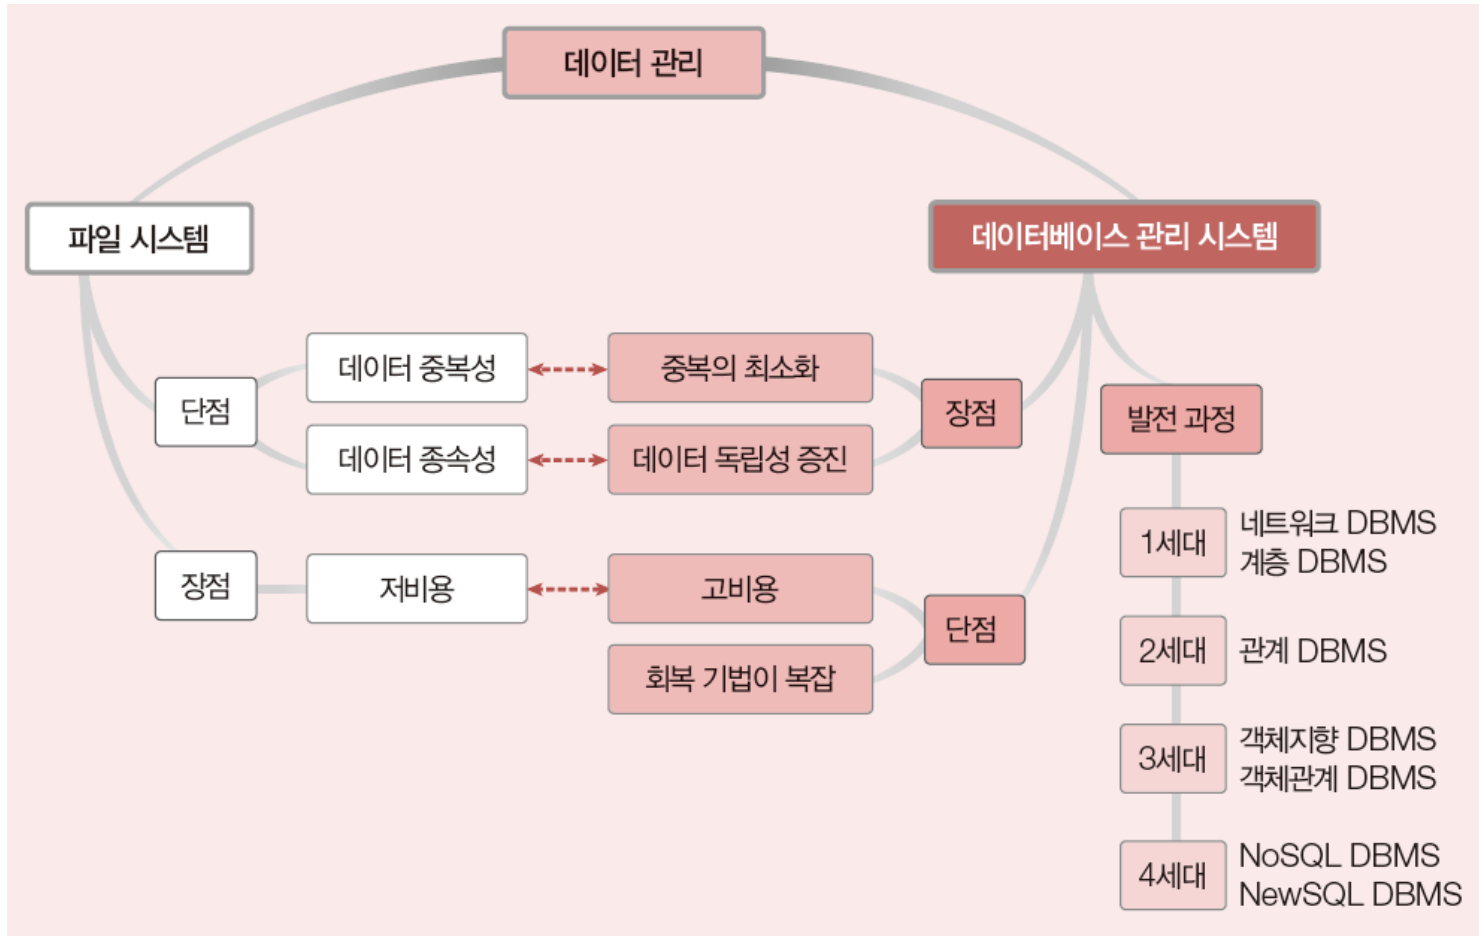 데이터 관리
파일 시스템
데이터베이스 관리 시스템
단점
데이터 중복성
중복의 최소화
장점
데이터 종속성
데이터 독립성 증진
장점
저비용
고비용
단점
회복 기법이 복잡
발전 과정
1세대
네트워크 DBMS
계층 DBMS
2세대
관계 DBMS
3세대
객체지향 DBMS
객체관계 DBMS
4세대
NoSQL DBMS
NewSQL DBMS